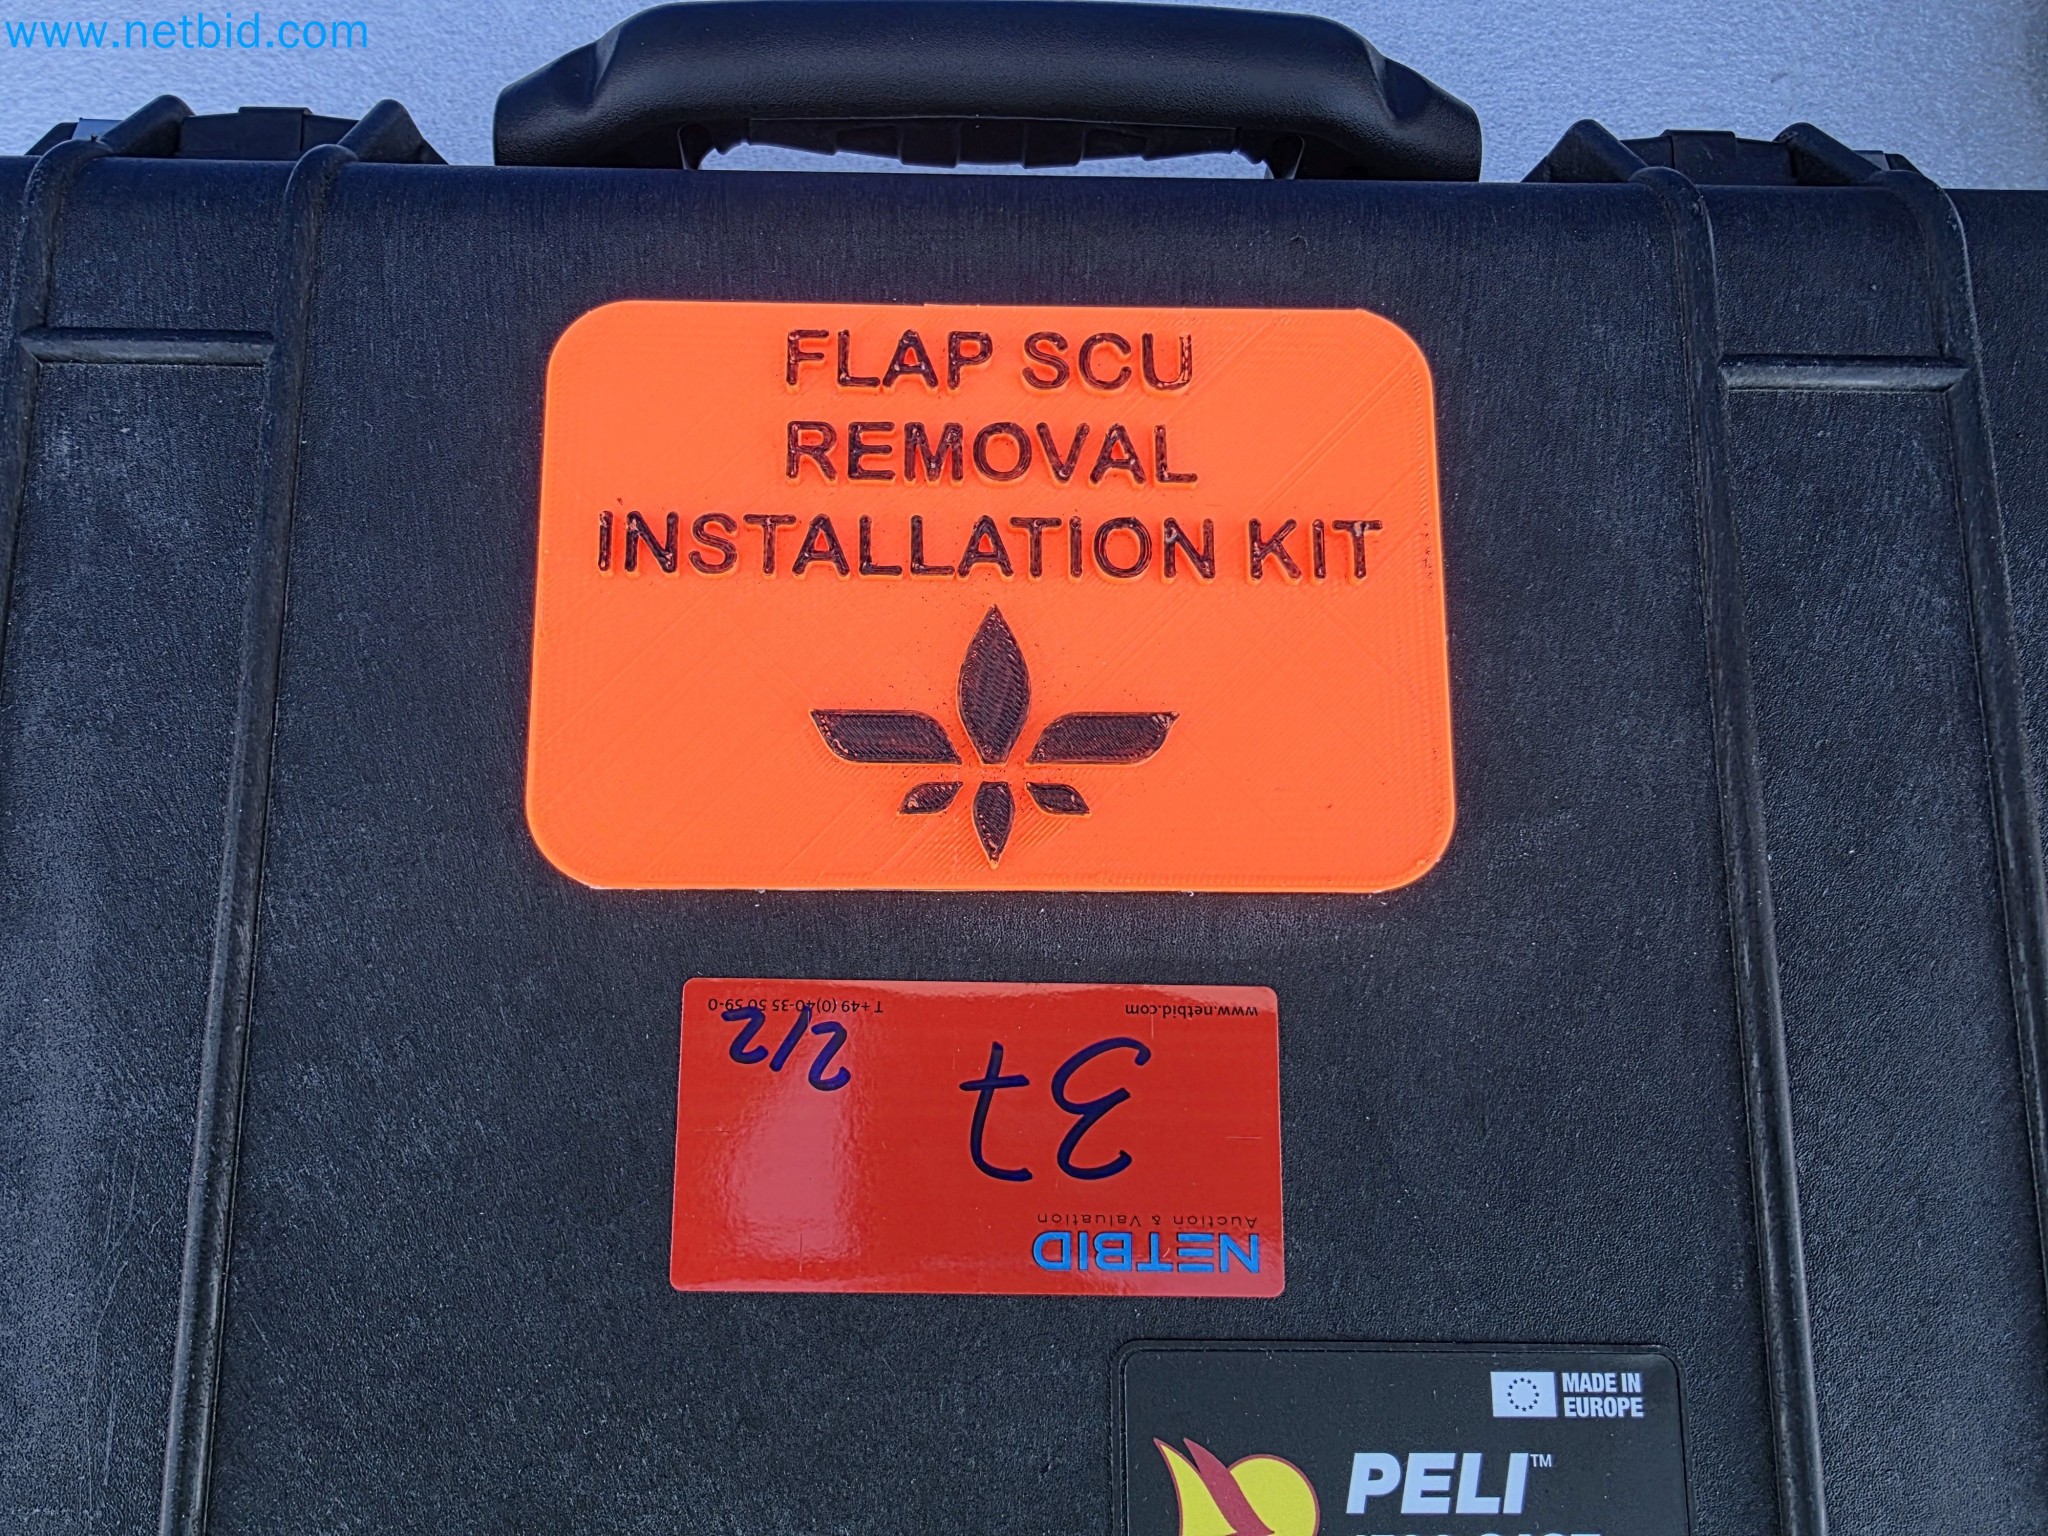 www.netbid.com
FLAP SCU
REMOVAL
INSTALLATION KIT
NETBID
Auction & Valuation
37
2/2
www.netbid.com
T +49 (0)40-35 50 59-0
MADE IN
EUROPE
PELI™